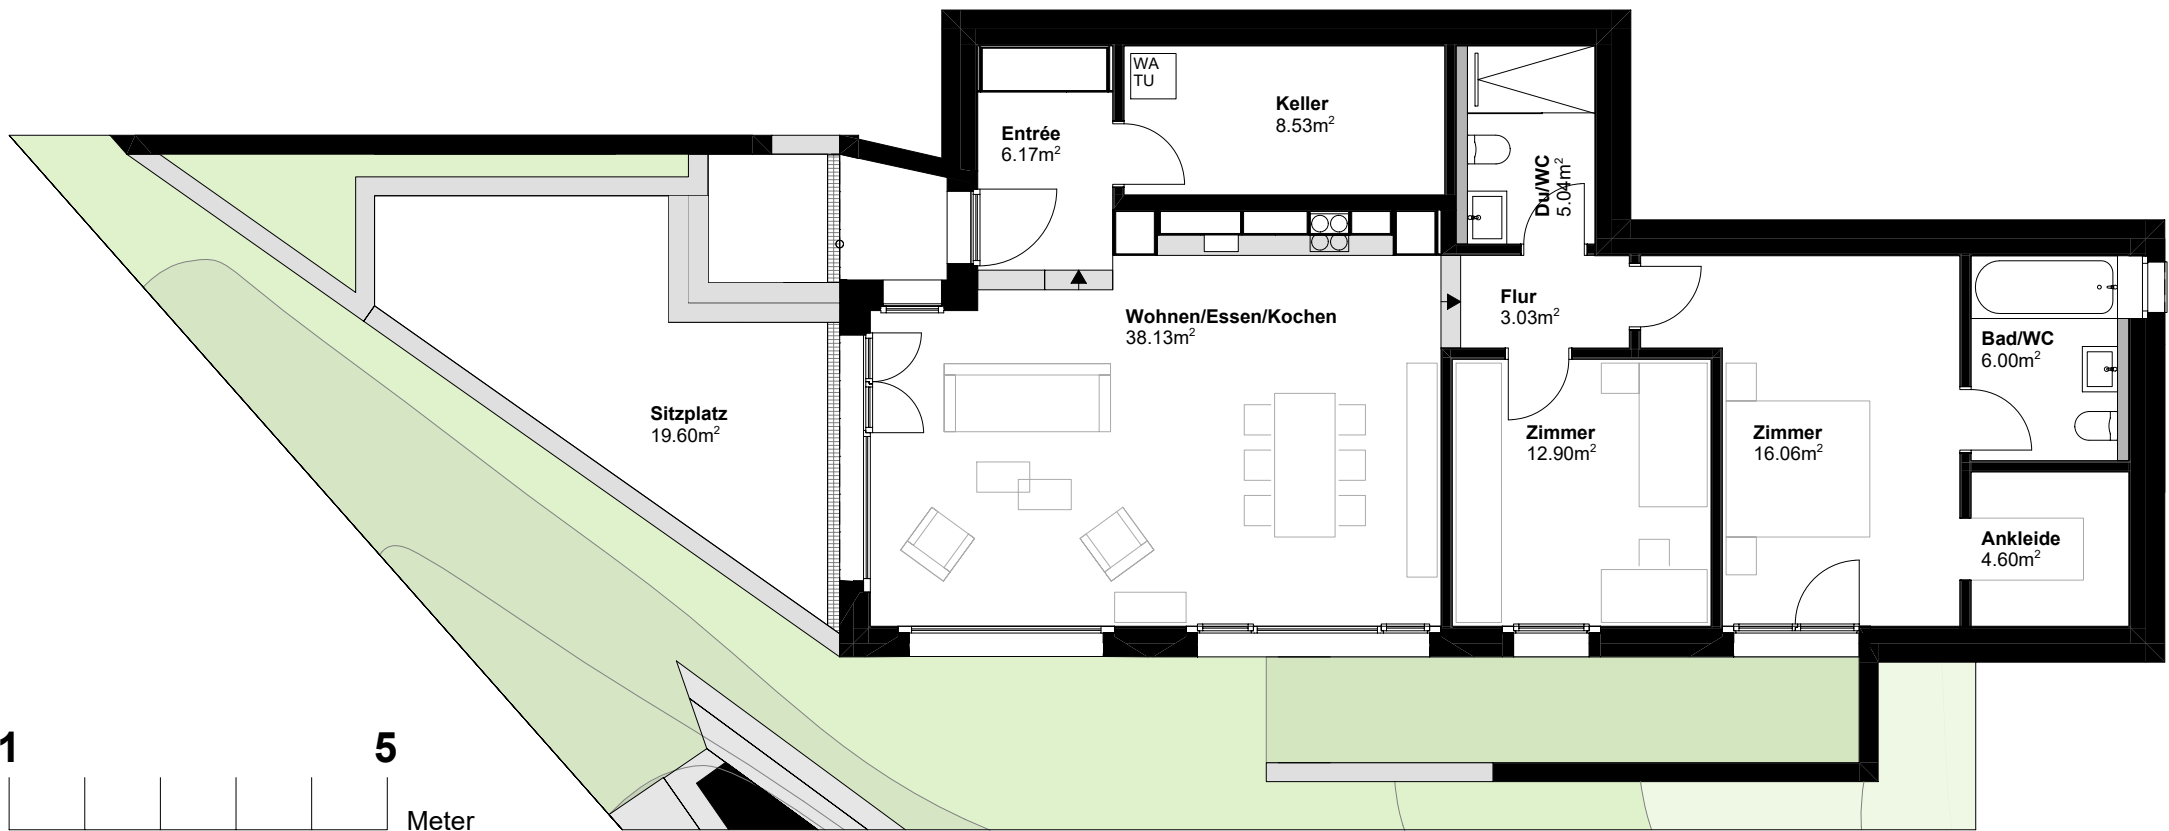 WA
TU
Keller
8.53m²
Entrée
6.17m²
Du/WC
5.04m²
Flur
3.03m²
Wohnen/Essen/Kochen
38.13m²
Bad/WC
6.00m²
Sitzplatz
19.60m²
Zimmer
12.90m²
Zimmer
16.06m²
Ankleide
4.60m²
1
5
Meter